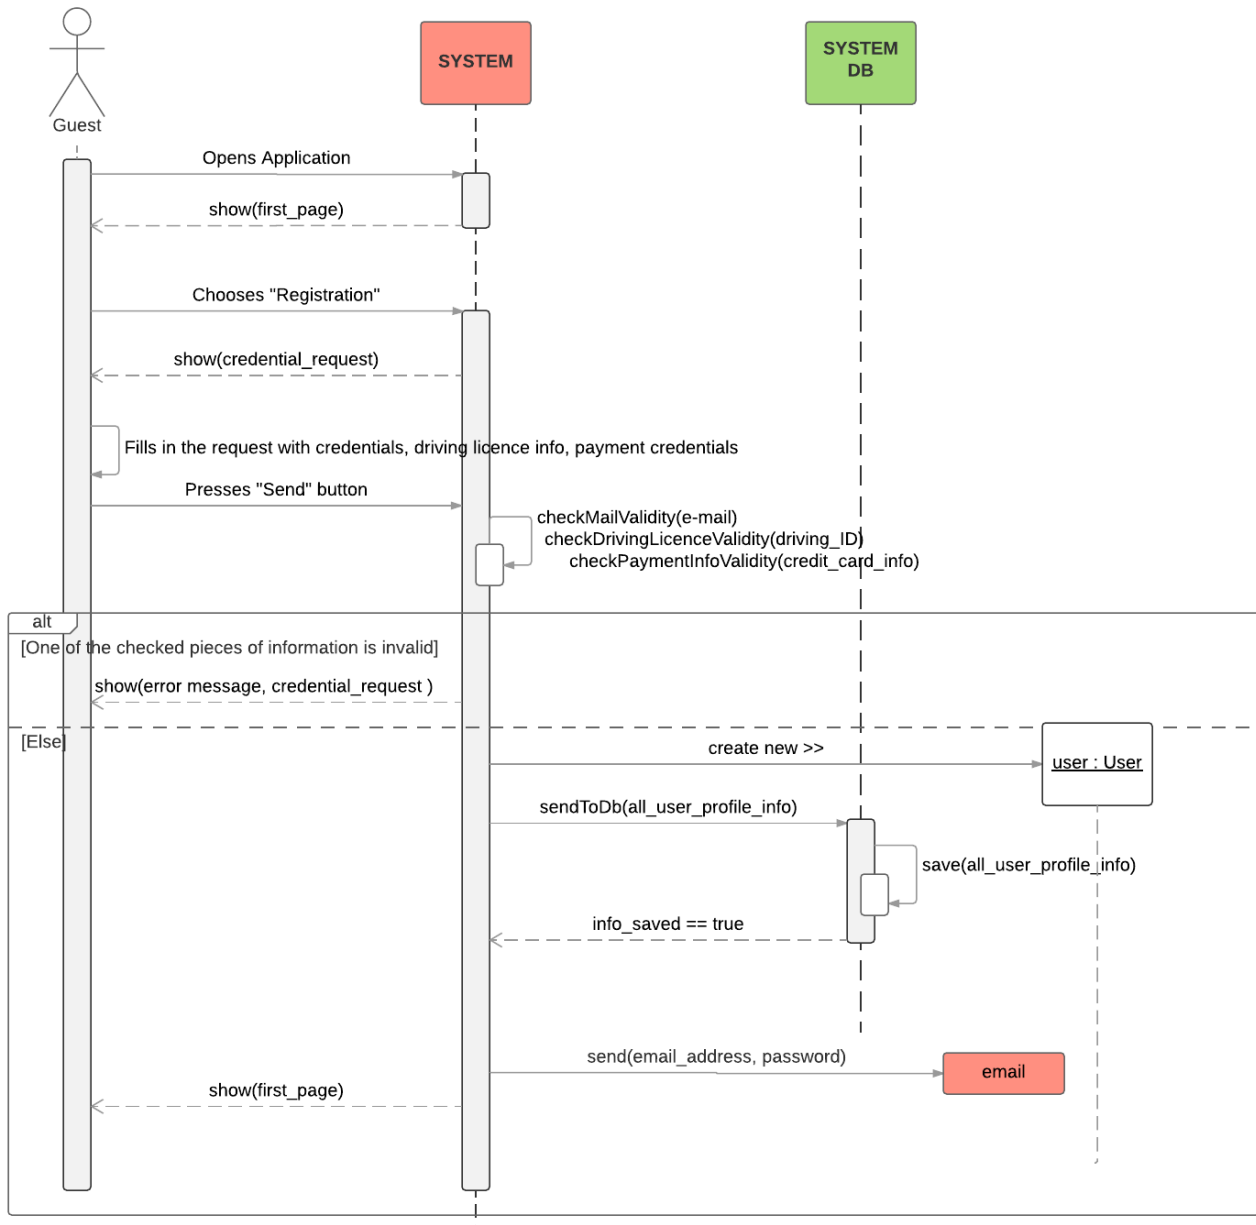 SYSTEM
SYSTEM
DB
Guest
Opens Application
show(first_page)
Chooses "Registration"
show(credential_request)
Fills in the request with credentials, driving licence info, payment credentials
Presses "Send" button
checkMailValidity(e-mail)
checkDrivingLicenceValidity(driving_ID)
checkPaymentInfoValidity(credit_card_info)
alt
[One of the checked pieces of information is invalid]
show(error message, credential_request )
[Else]
create new >>
user : User
sendToDb(all_user_profile_info)
save(all_user_profile_info)
info_saved == true
send(email_address, password)
email
show(first_page)